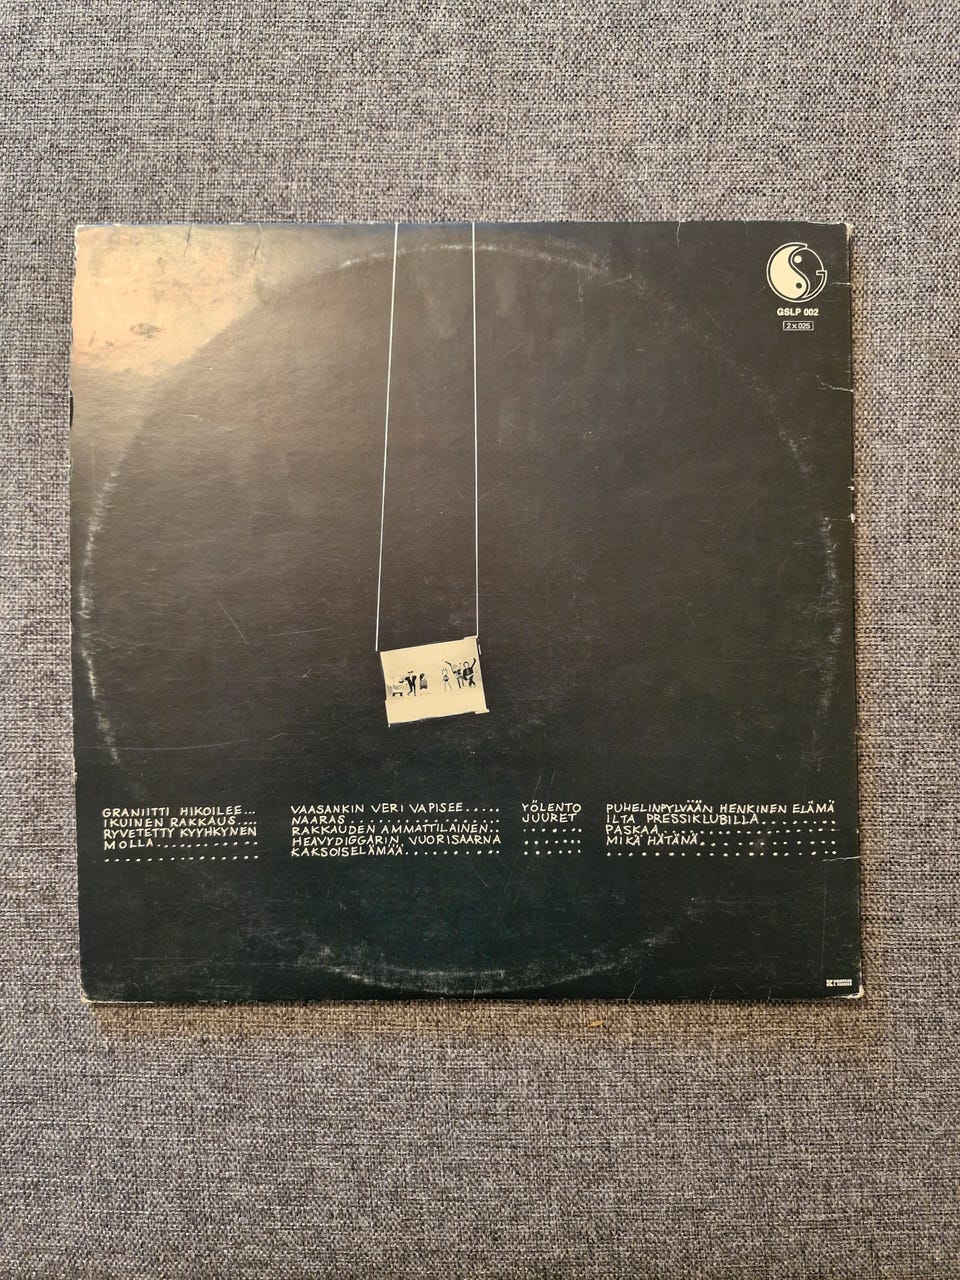 GSLP 002
2 x 025
GRANIITTI HIKOILEE...
IKUINEN RAKKAUS....
RYVETETTY KYYHKYNEN
MOLLA..............
VAASANKIN VERI VAPISEE.....
NAARAS....................
RAKKAUDEN AMMATTILAINEN..
HEAVYDIGGARIN VUORISAARNA
KAKSOISELÄMÄÄ.............
YÖLENTO
JUURET
PUHELINPYLVÄÄN HENKINEN ELÄMÄ
ILTA PRESSIKLUBILLA..........
PASKAA......................
MIKÄ HÄTÄNÄ.................